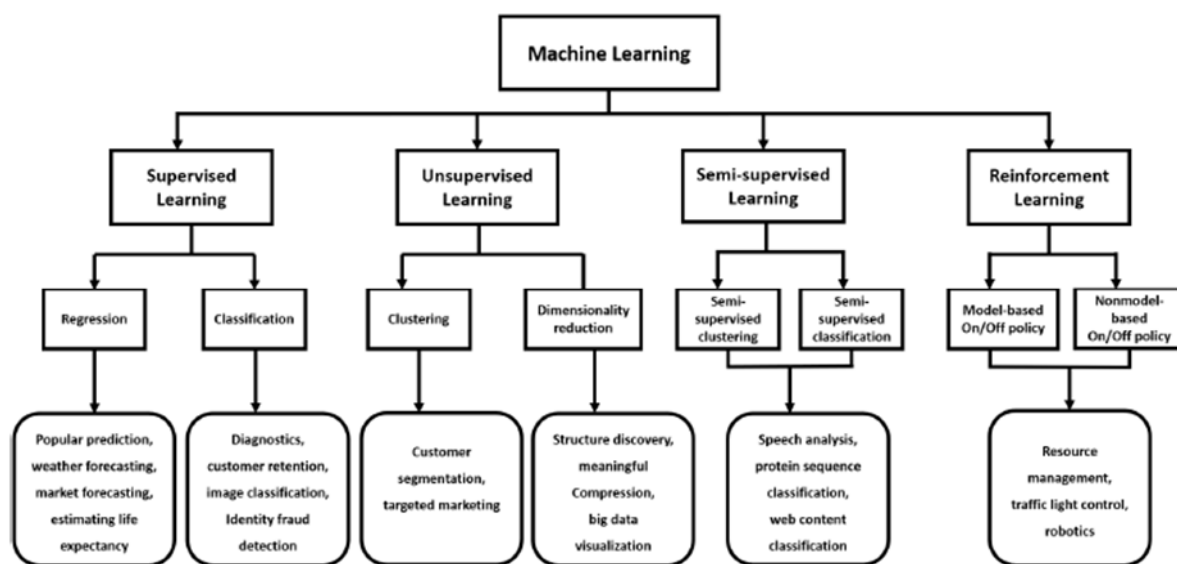 Machine Learning
Supervised
Learning
Unsupervised
Learning
Semi-supervised
Learning
Reinforcement
Learning
Regression
Classification
Clustering
Dimensionality
reduction
Semi-
supervised
clustering
Semi-
supervised
classification
Model-based
On/Off policy
Nonmodel-
based
On/Off policy
Popular prediction,
weather forecasting,
market forecasting,
estimating life
expectancy
Diagnostics,
customer retention,
image classification,
Identity fraud
detection
Customer
segmentation,
targeted marketing
Structure discovery,
meaningful
Compression,
big data
visualization
Speech analysis,
protein sequence
classification,
web content
classification
Resource
management,
traffic light control,
robotics